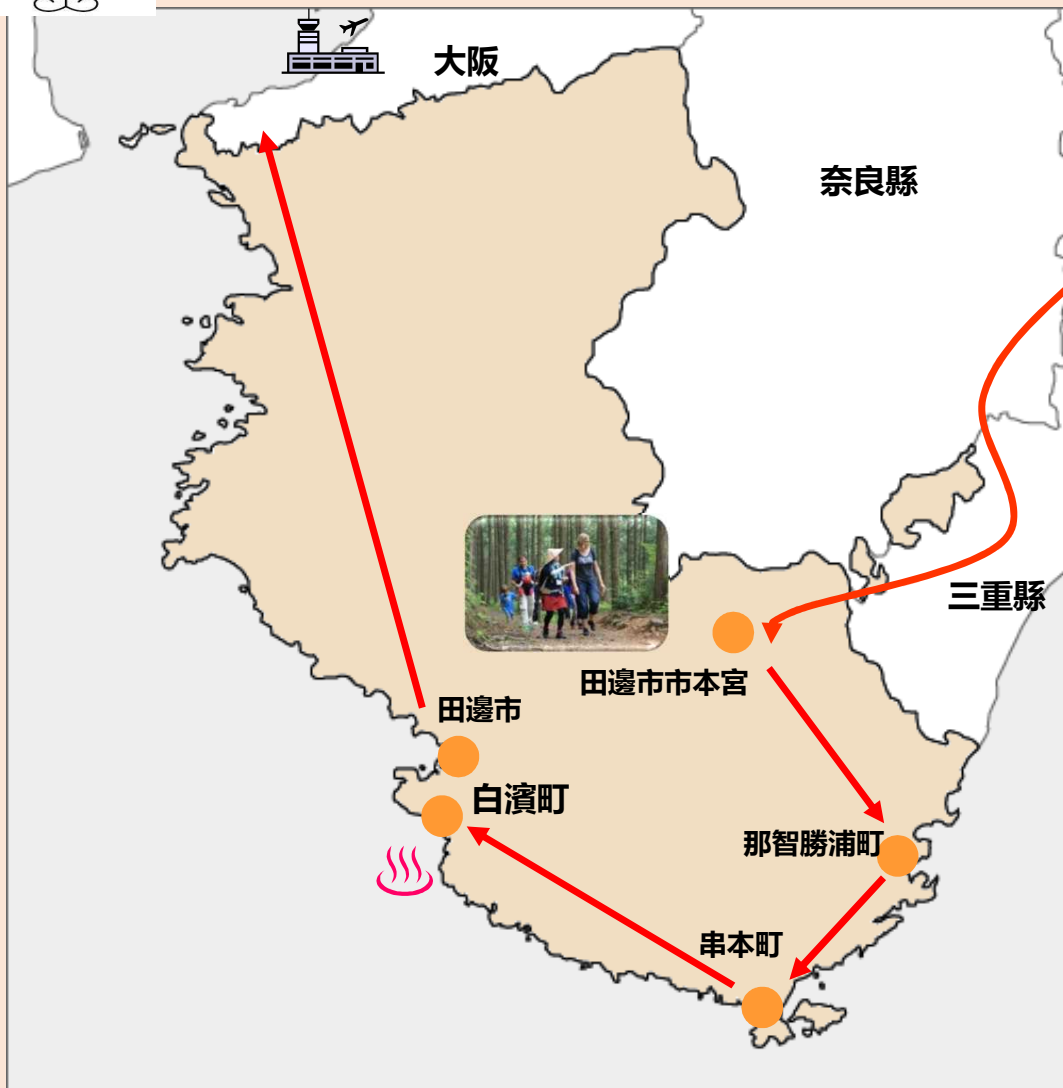 大阪
奈良縣
三重縣
田邊市市本宮
田邊市
白濱町
那智勝浦町
串本町